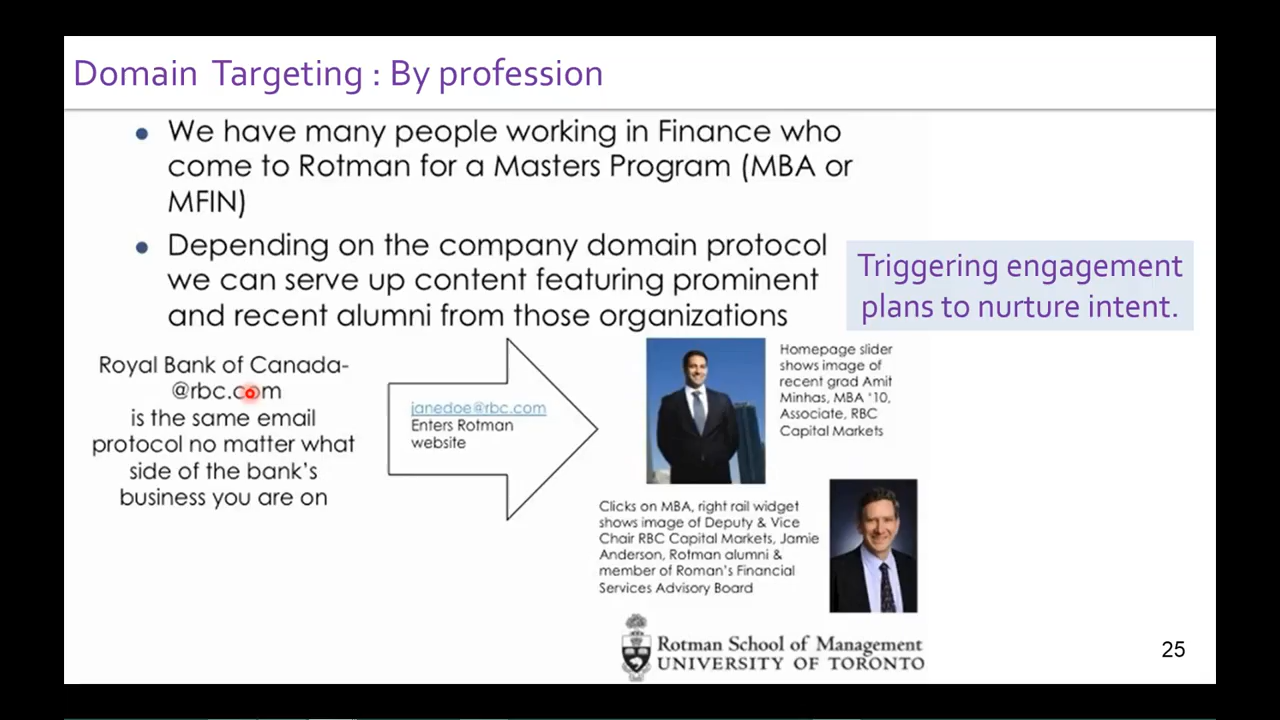 Domain Targeting : By profession
We have many people working in Finance who
come to Rotman for a Masters Program (MBA or
MFIN)
Depending on the company domain protocol
we can serve up content featuring prominent
and recent alumni from those organizations
Triggering engagement
plans to nurture intent.
Royal Bank of Canada-
@rbc.com
is the same email
protocol no matter what
side of the bank's
business you are on
janedoe@rbc.com
Enters Rotman
website
Homepage slider
shows image of
recent grad Amit
Minhas, MBA '10,
Associate, RBC
Capital Markets
Clicks on MBA, right rail widget
shows image of Deputy & Vice
Chair RBC Capital Markets, Jamie
Anderson, Rotman alumni &
member of Roman's Financial
Services Advisory Board
Rotman School of Management
UNIVERSITY OF TORONTO
25